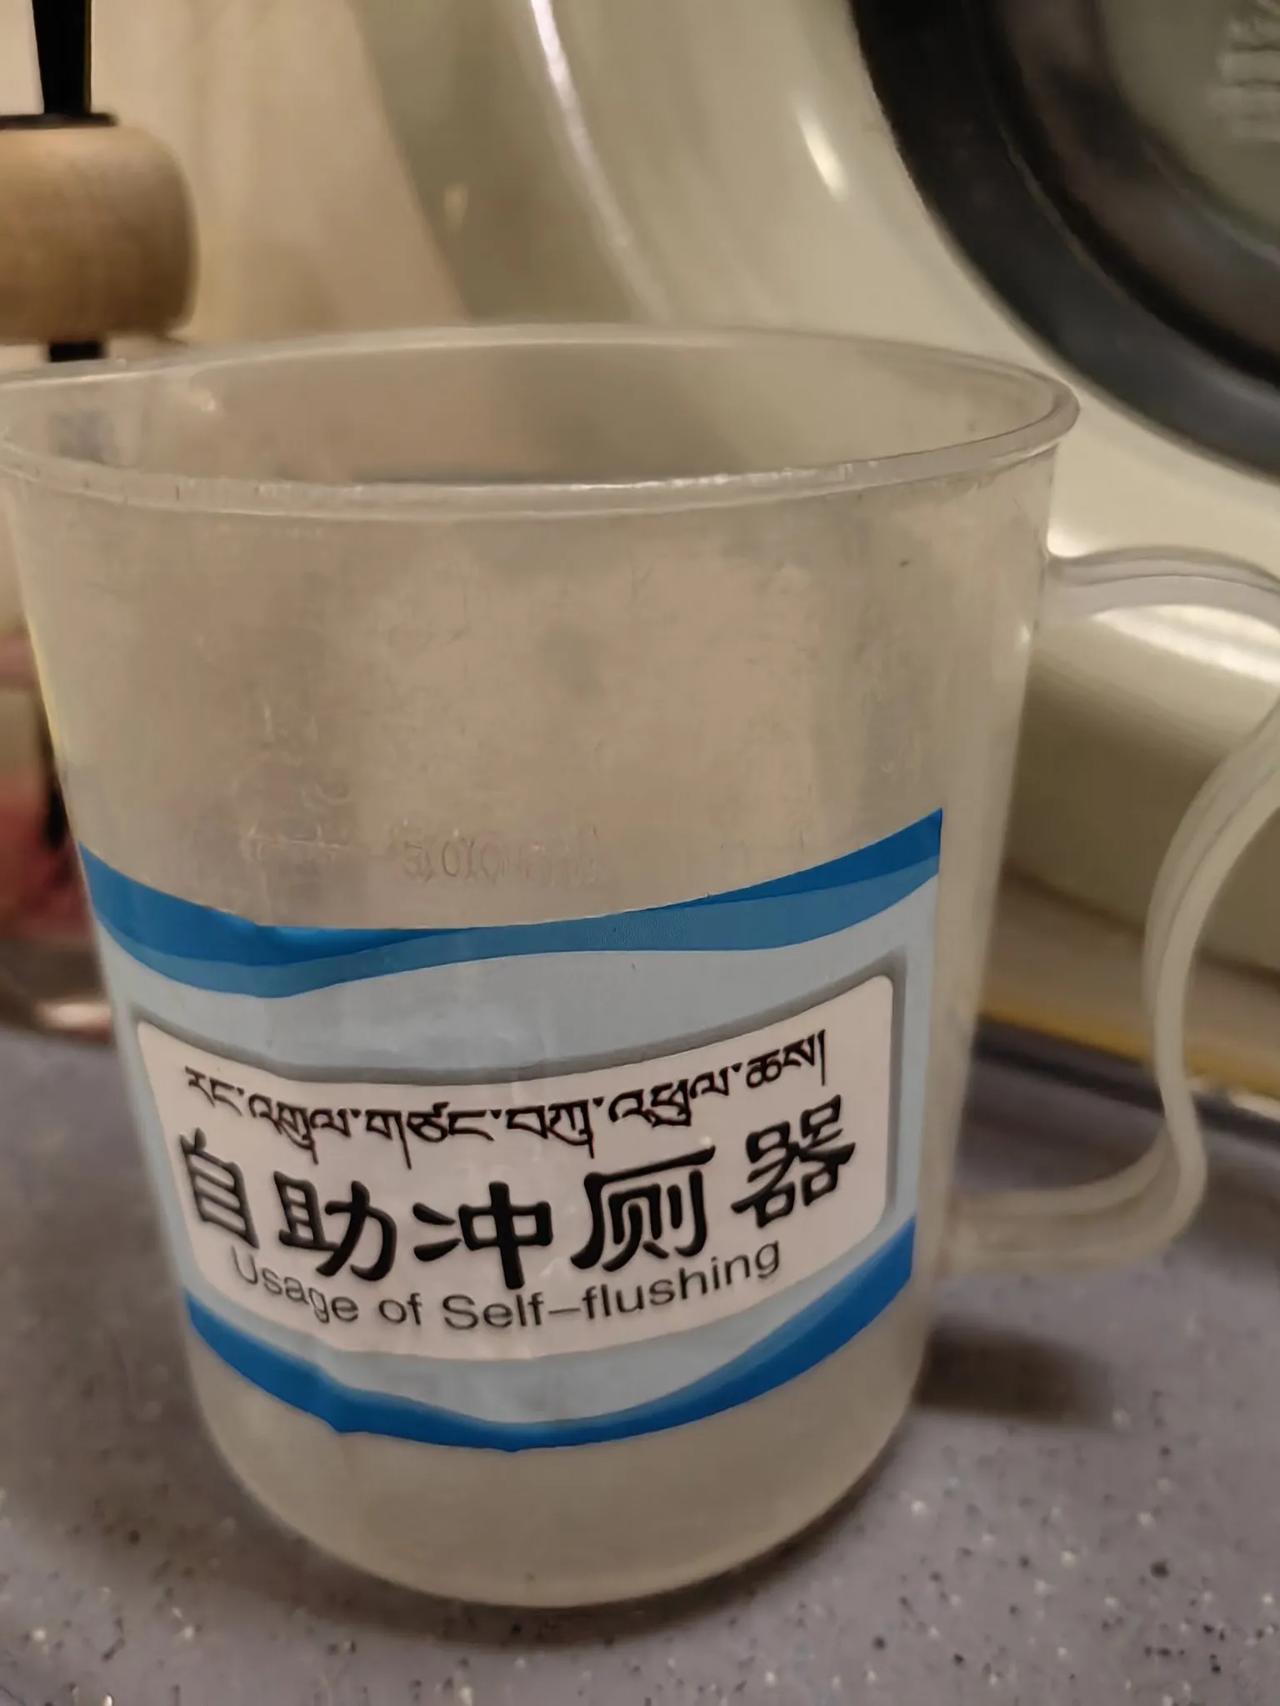 རང་འགུལ་གཙང་བཀྲུ་འཕྲུལ་ཆས།
自助冲厕器
Usage of Self-flushing